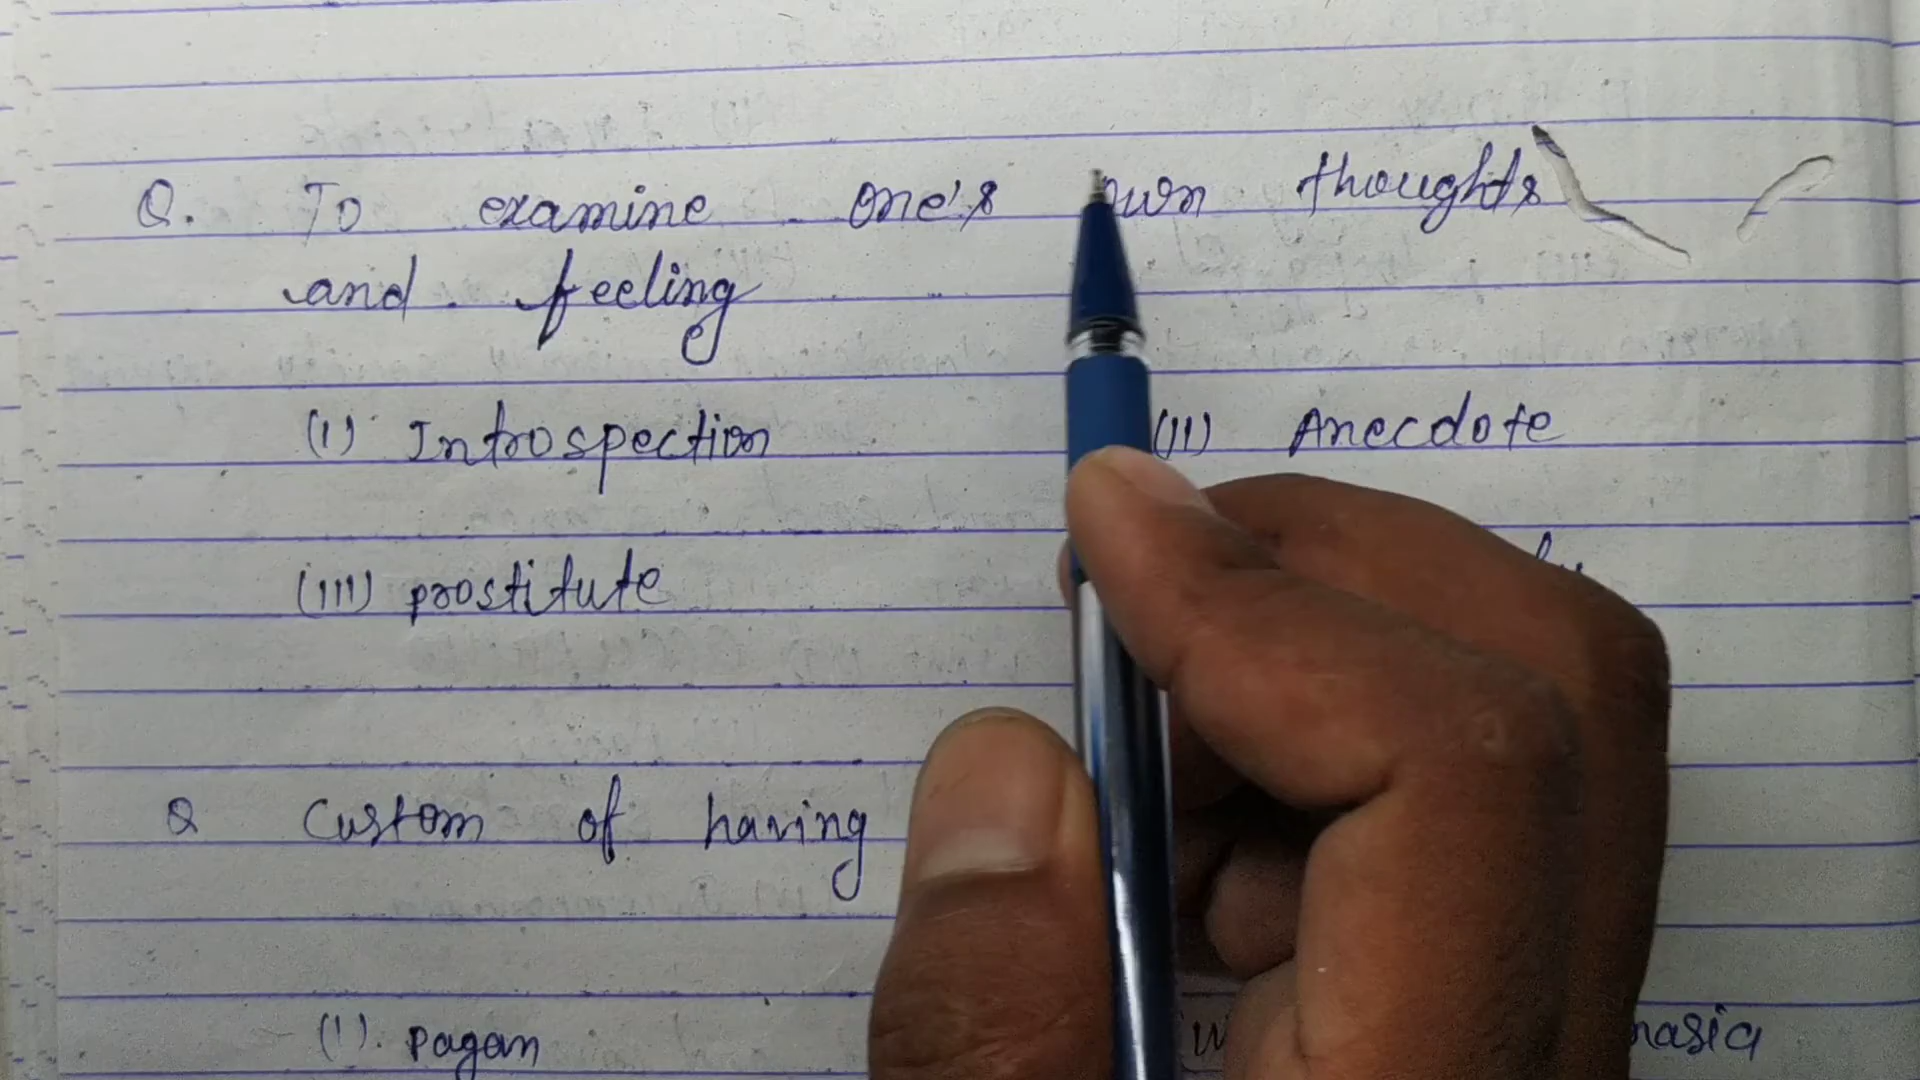 Q. To examine one's own thoughts
and feeling
(I) Introspection (II) Anecdote
(III) prostitute
Q Custom of having
(I). pagan